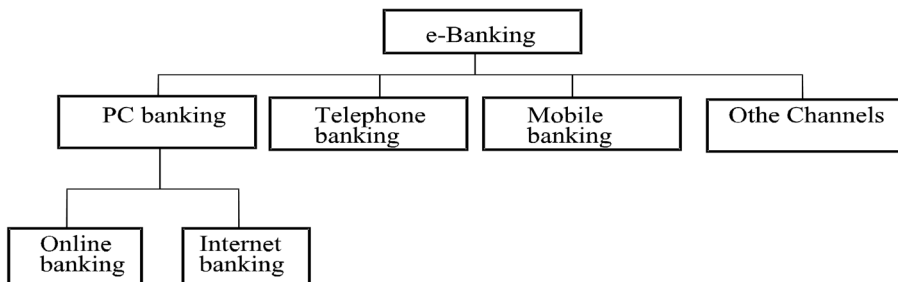 e-Banking
PC banking
Telephone
banking
Mobile
banking
Othe Channels
Online
banking
Internet
banking